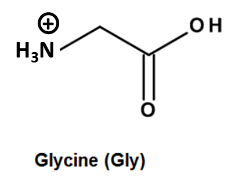 ⊕
OH
H₃N
O
Glycine (Gly)